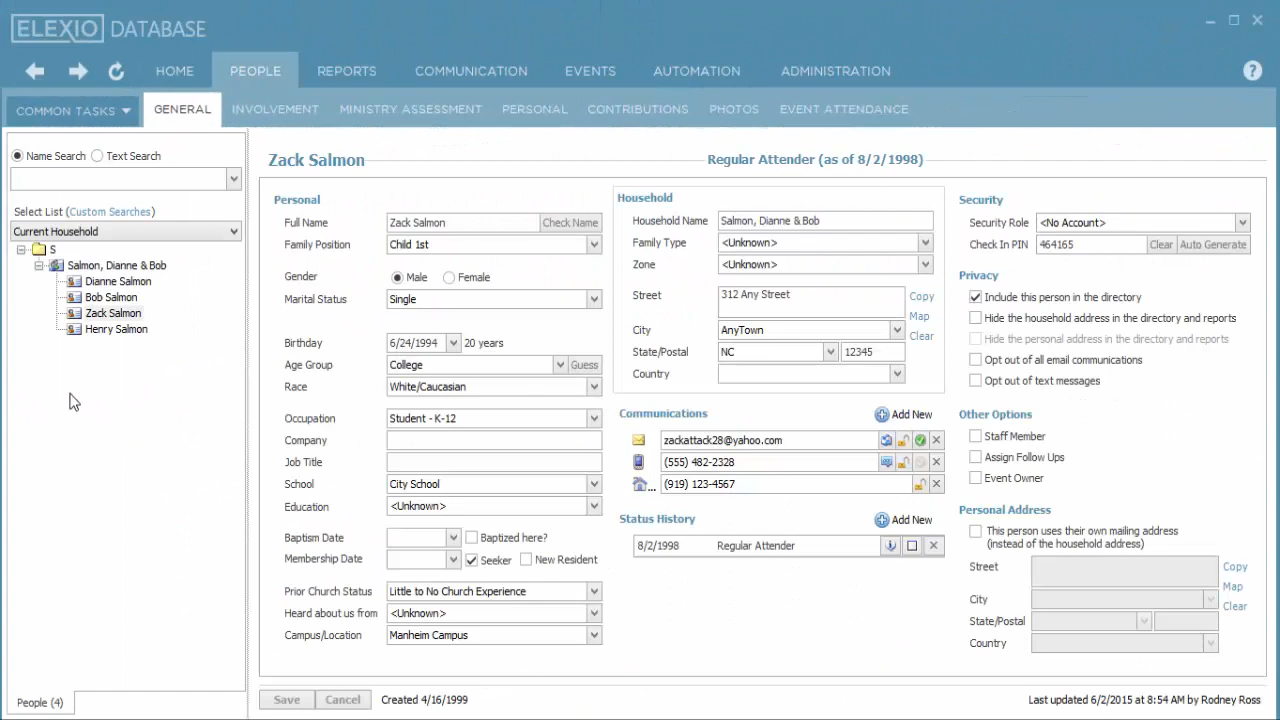 ELEXIO DATABASE
HOME PEOPLE REPORTS COMMUNICATION EVENTS AUTOMATION ADMINISTRATION ?
COMMON TASKS GENERAL INVOLVEMENT MINISTRY ASSESSMENT PERSONAL CONTRIBUTIONS PHOTOS EVENT ATTENDANCE
Name Search Text Search
Select List (Custom Searches)
Current Household
S
Salmon, Dianne & Bob
Dianne Salmon
Bob Salmon
Zack Salmon
Henry Salmon
People (4)
Zack Salmon Regular Attender (as of 8/2/1998)
Personal
Full Name Zack Salmon Check Name
Family Position Child 1st
Gender Male Female
Marital Status Single
Birthday 6/24/1994 20 years
Age Group College Guess
Race White/Caucasian
Occupation Student - K-12
Company
Job Title
School City School
Education <Unknown>
Baptism Date Baptized here?
Membership Date Seeker New Resident
Prior Church Status Little to No Church Experience
Heard about us from <Unknown>
Campus/Location Manheim Campus
Household
Household Name Salmon, Dianne & Bob
Family Type <Unknown>
Zone <Unknown>
Street 312 Any Street Copy
Map
City AnyTown Clear
State/Postal NC 12345
Country
Communications Add New
zackattack28@yahoo.com
(555) 482-2328
(919) 123-4567
Status History Add New
8/2/1998 Regular Attender
Security
Security Role <No Account>
Check In PIN 464165 Clear Auto Generate
Privacy
Include this person in the directory
Hide the household address in the directory and reports
Hide the personal address in the directory and reports
Opt out of all email communications
Opt out of text messages
Other Options
Staff Member
Assign Follow Ups
Event Owner
Personal Address
This person uses their own mailing address
(instead of the household address)
Street Copy
Map
City Clear
State/Postal
Country
Save Cancel Created 4/16/1999 Last updated 6/2/2015 at 8:54 AM by Rodney Ross